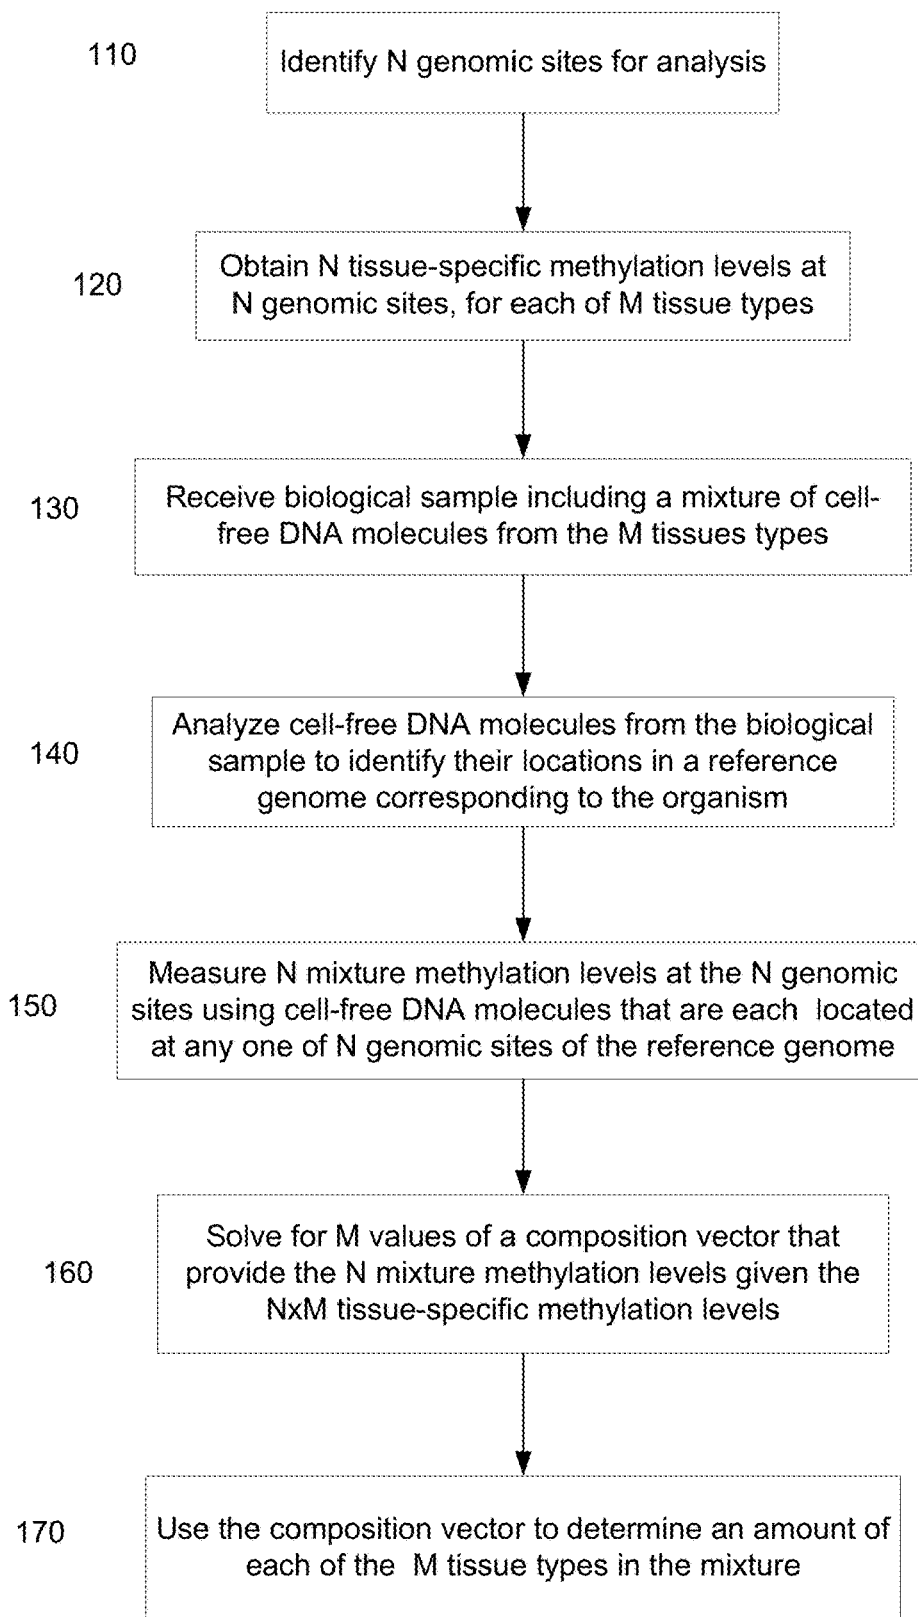 110
Identify N genomic sites for analysis
120
Obtain N tissue-specific methylation levels at
N genomic sites, for each of M tissue types
130
Receive biological sample including a mixture of cell-
free DNA molecules from the M tissues types
140
Analyze cell-free DNA molecules from the biological
sample to identify their locations in a reference
genome corresponding to the organism
150
Measure N mixture methylation levels at the N genomic
sites using cell-free DNA molecules that are each located
at any one of N genomic sites of the reference genome
160
Solve for M values of a composition vector that
provide the N mixture methylation levels given the
NxM tissue-specific methylation levels
170
Use the composition vector to determine an amount of
each of the M tissue types in the mixture